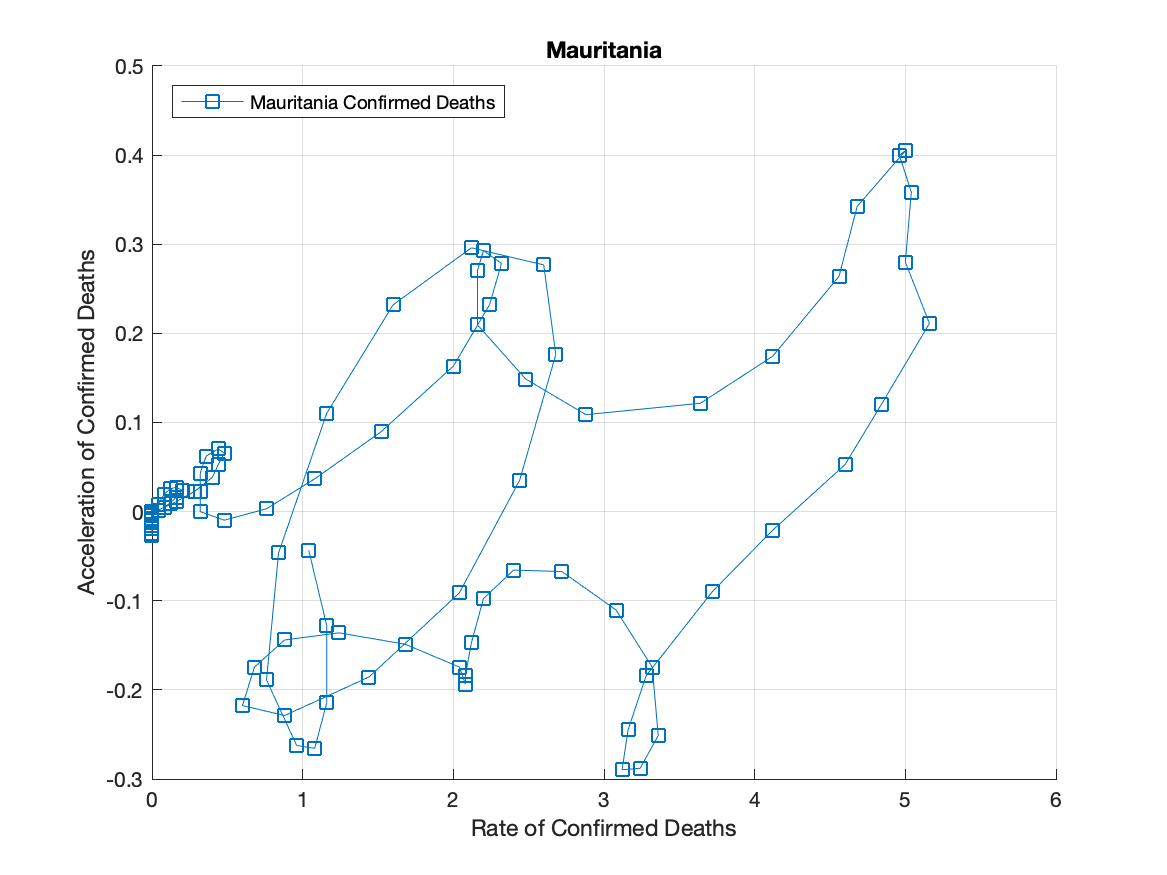 Mauritania
Mauritania Confirmed Deaths
Acceleration of Confirmed Deaths
0.5
0.4
0.3
0.2
0.1
0
-0.1
-0.2
-0.3
0 1 2 3 4 5 6
Rate of Confirmed Deaths